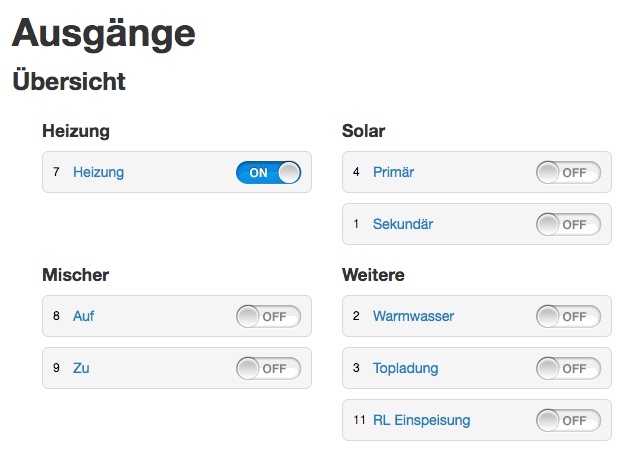 Ausgänge
Übersicht
Heizung
7 Heizung ON
Solar
4 Primär OFF
1 Sekundär OFF
Mischer
8 Auf OFF
9 Zu OFF
Weitere
2 Warmwasser OFF
3 Topladung OFF
11 RL Einspeisung OFF